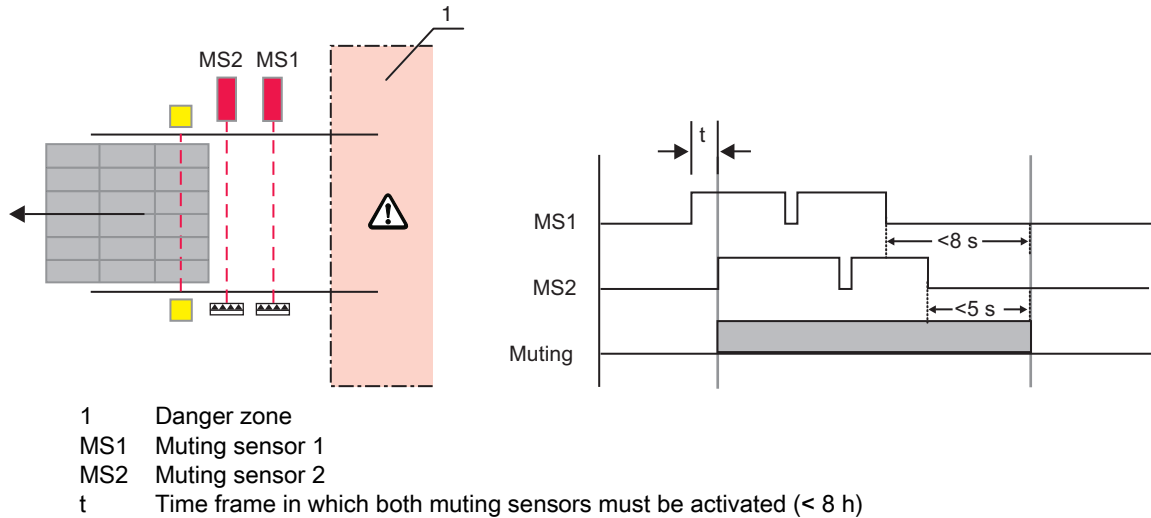 1
MS2 MS1
t
MS1
<8 s
MS2
<5 s
Muting
1 Danger zone
MS1 Muting sensor 1
MS2 Muting sensor 2
t Time frame in which both muting sensors must be activated (< 8 h)